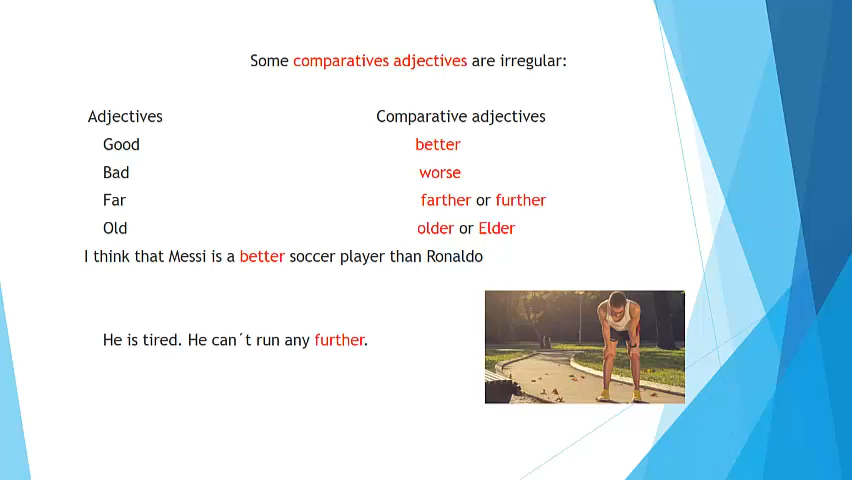 Some comparatives adjectives are irregular:
Adjectives Comparative adjectives
Good better
Bad worse
Far farther or further
Old older or Elder
I think that Messi is a better soccer player than Ronaldo
He is tired. He can´t run any further.